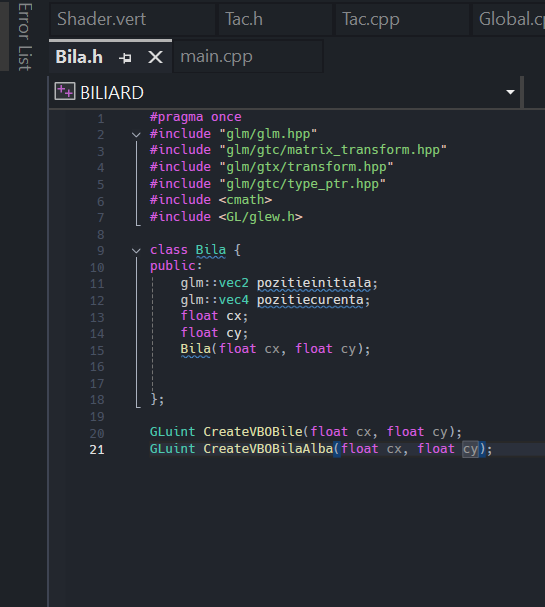 Error List
Shader.vert Tac.h Tac.cpp Global.cp
Bila.h main.cpp
BILIARD
1 #pragma once
2 #include "glm/glm.hpp"
3 #include "glm/gtc/matrix_transform.hpp"
4 #include "glm/gtx/transform.hpp"
5 #include "glm/gtc/type_ptr.hpp"
6 #include <cmath>
7 #include <GL/glew.h>
8
9 class Bila {
10 public:
11 glm::vec2 pozitieinitiala;
12 glm::vec4 pozitiecurenta;
13 float cx;
14 float cy;
15 Bila(float cx, float cy);
16
17
18 };
19
20 GLuint CreateVBOBile(float cx, float cy);
21 GLuint CreateVBOBilaAlba(float cx, float cy);